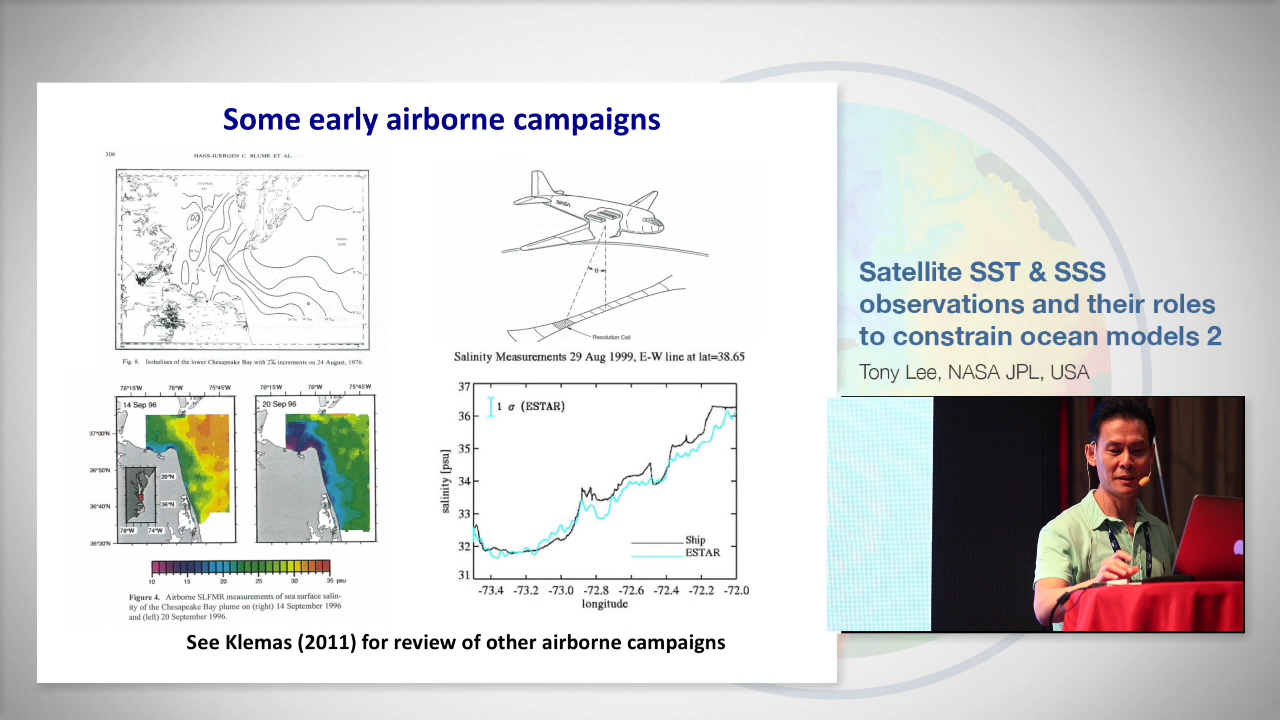 Some early airborne campaigns
306
HANS-JUERGEN C. BLUME ET AL.
Fig. 8. Isohalines of the lower Chesapeake Bay with 2‰ increments on 24 August, 1976.
NASA
θ
Resolution Cell
Salinity Measurements 29 Aug 1999, E-W line at lat=38.65
37
36
35
34
33
32
31
1 σ (ESTAR)
salinity [psu]
Ship
ESTAR
-73.4 -73.2 -73.0 -72.8 -72.6 -72.4 -72.2 -72.0
longitude
76°15'W 76°W 75°45'W
76°15'W 76°W 75°45'W
14 Sep 96
20 Sep 96
37°00'N
36°50'N
36°40'N
36°30'N
39°N
36°N
78°W 74°W
10 15 20 25 30 35 psu
Figure 4. Airborne SLFMR measurements of sea surface salin-
ity of the Chesapeake Bay plume on (right) 14 September 1996
and (left) 20 September 1996.
See Klemas (2011) for review of other airborne campaigns
Satellite SST & SSS
observations and their roles
to constrain ocean models 2
Tony Lee, NASA JPL, USA